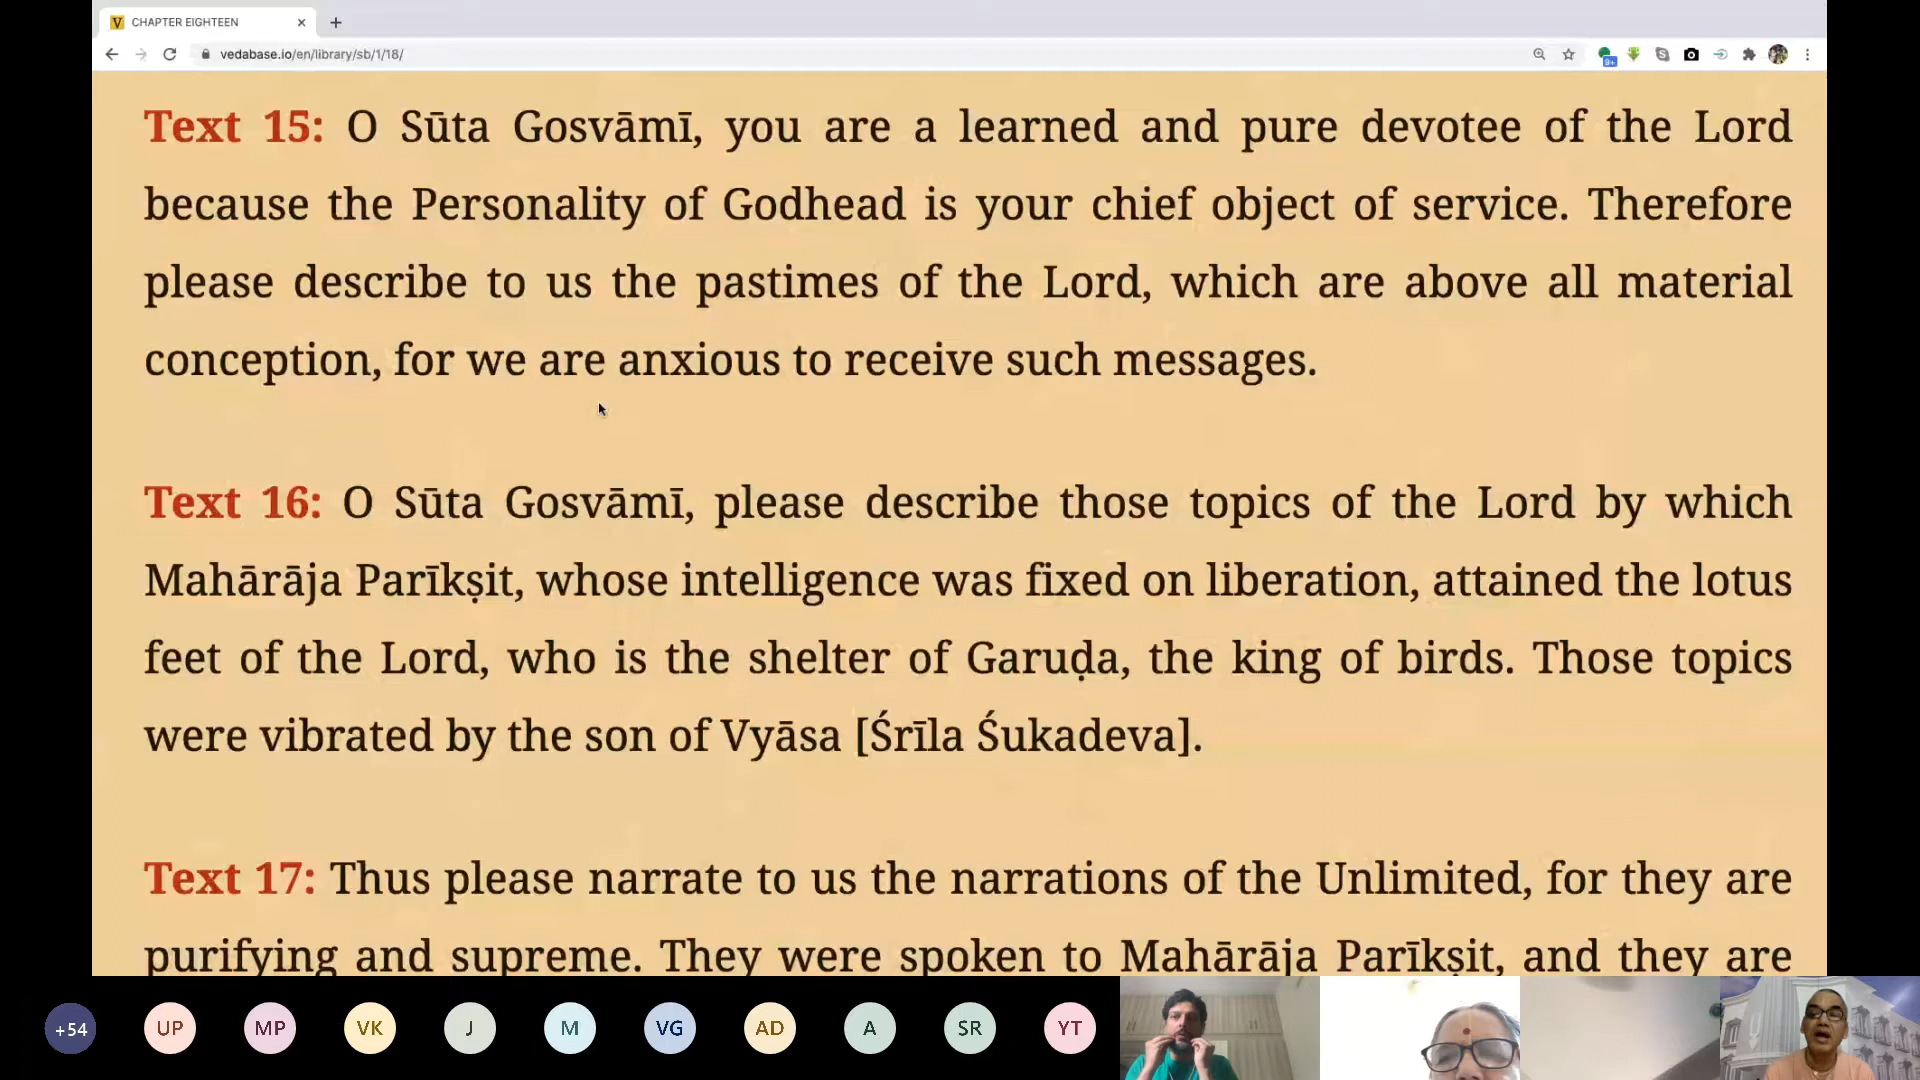 V CHAPTER EIGHTEEN
vedabase.io/en/library/sb/1/18/
9+
Text 15: O Sūta Gosvāmī, you are a learned and pure devotee of the Lord
because the Personality of Godhead is your chief object of service. Therefore
please describe to us the pastimes of the Lord, which are above all material
conception, for we are anxious to receive such messages.
Text 16: O Sūta Gosvāmī, please describe those topics of the Lord by which
Mahārāja Parīkṣit, whose intelligence was fixed on liberation, attained the lotus
feet of the Lord, who is the shelter of Garuḍa, the king of birds. Those topics
were vibrated by the son of Vyāsa [Śrīla Śukadeva].
Text 17: Thus please narrate to us the narrations of the Unlimited, for they are
purifying and supreme. They were spoken to Mahārāja Parīkṣit, and they are
+54 UP MP VK J M VG AD A SR YT